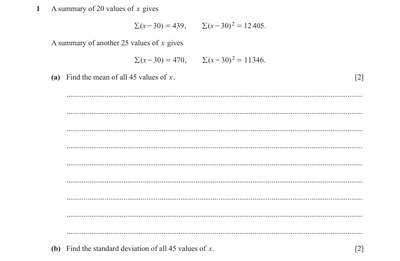 1 A summary of 20 values of x gives
Σ(x−30) = 439, Σ(x−30)² = 12 405.
A summary of another 25 values of x gives
Σ(x−30) = 470, Σ(x−30)² = 11 346.
(a) Find the mean of all 45 values of x. [2]
(b) Find the standard deviation of all 45 values of x. [2]